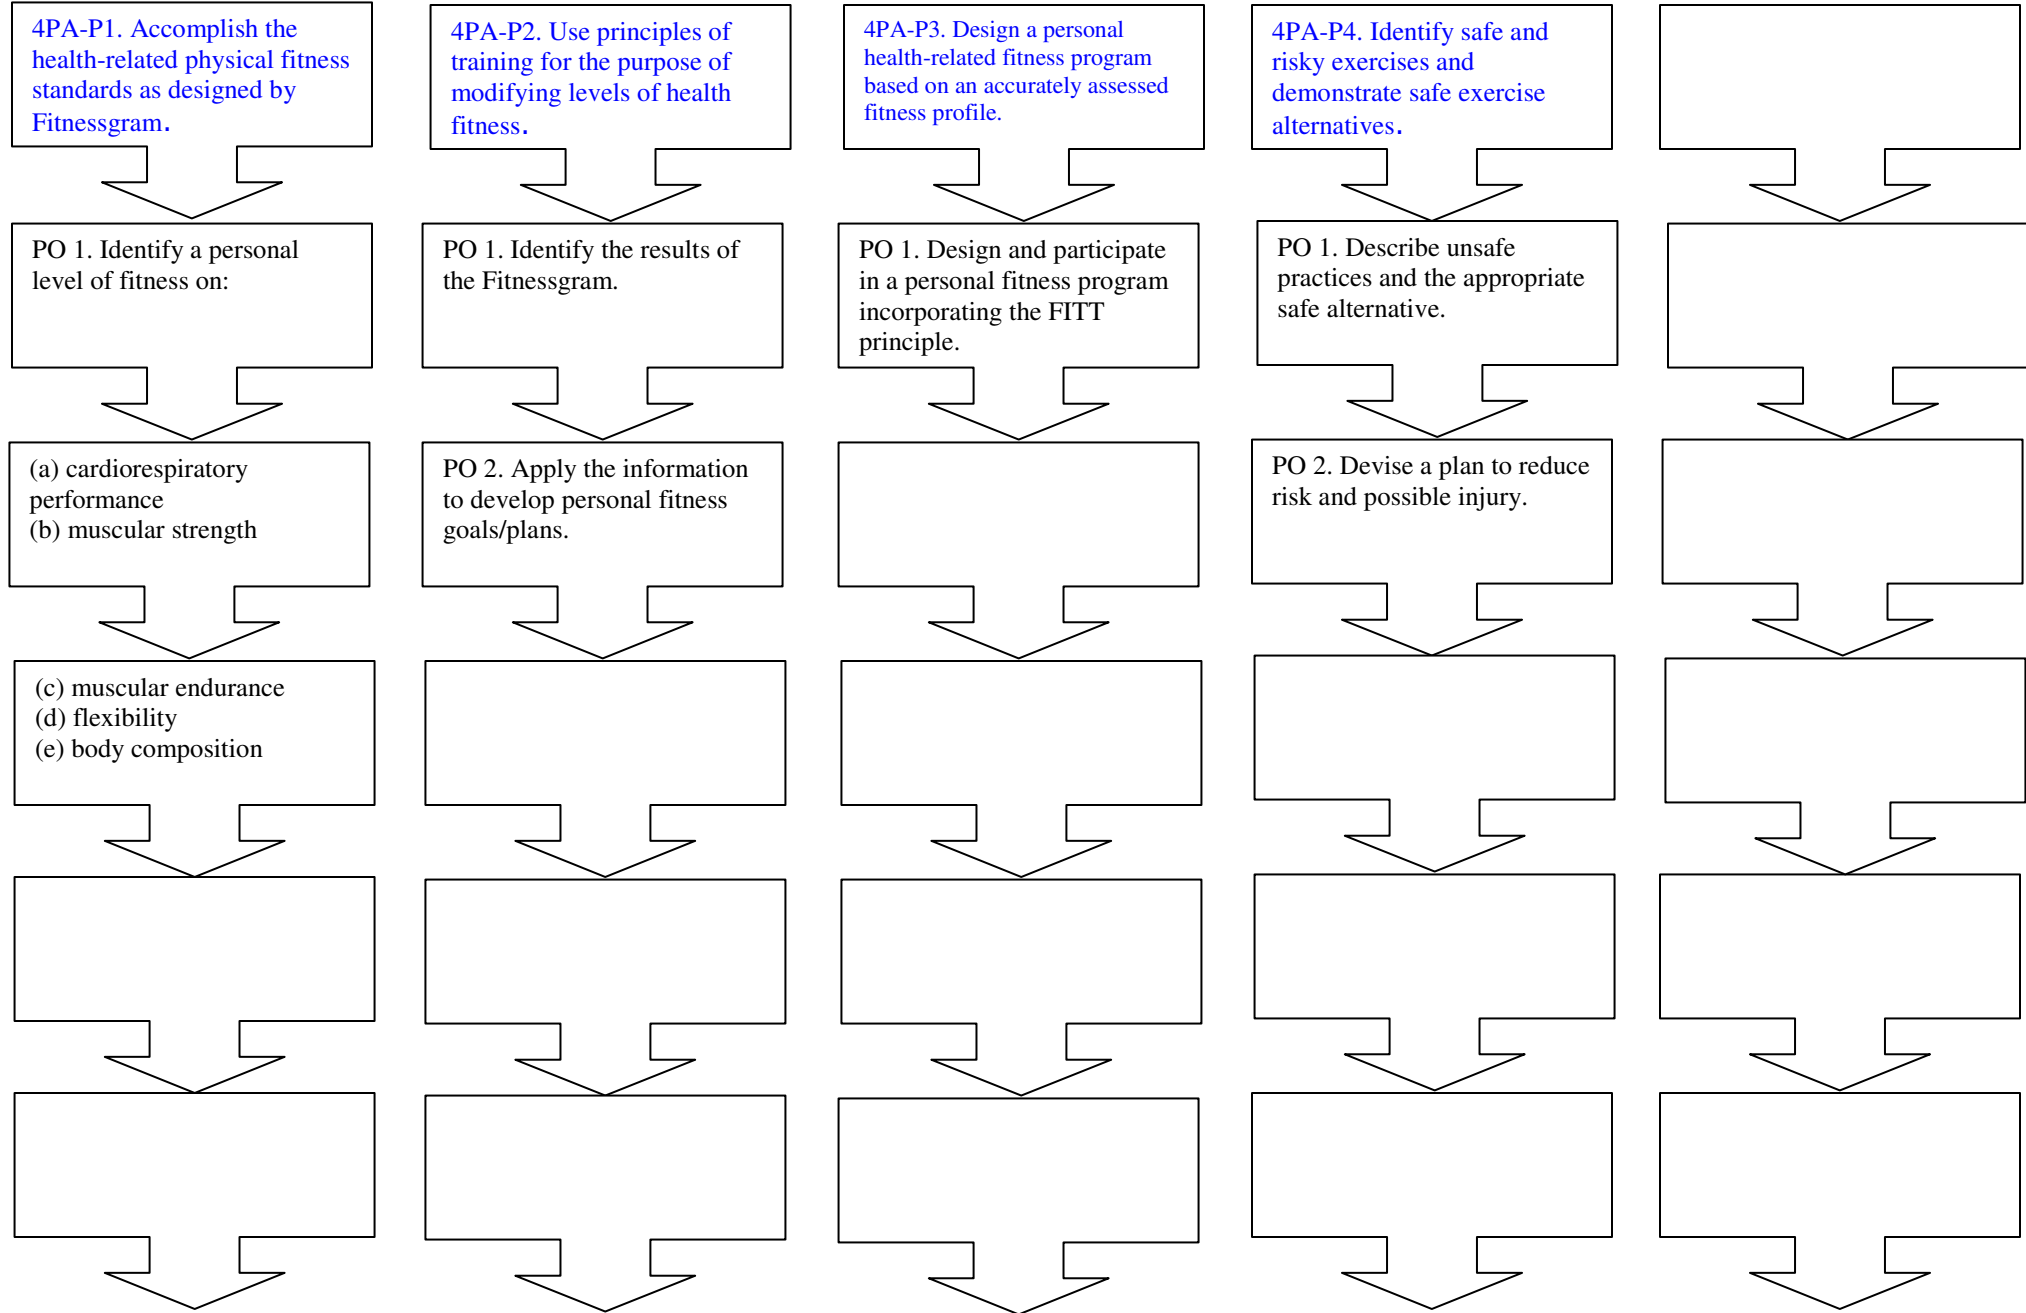 4PA-P1. Accomplish the
health-related physical fitness
standards as designed by
Fitnessgram.
4PA-P2. Use principles of
training for the purpose of
modifying levels of health
fitness.
4PA-P3. Design a personal
health-related fitness program
based on an accurately assessed
fitness profile.
4PA-P4. Identify safe and
risky exercises and
demonstrate safe exercise
alternatives.
PO 1. Identify a personal
level of fitness on:
PO 1. Identify the results of
the Fitnessgram.
PO 1. Design and participate
in a personal fitness program
incorporating the FITT
principle.
PO 1. Describe unsafe
practices and the appropriate
safe alternative.
(a) cardiorespiratory
performance
(b) muscular strength
PO 2. Apply the information
to develop personal fitness
goals/plans.
PO 2. Devise a plan to reduce
risk and possible injury.
(c) muscular endurance
(d) flexibility
(e) body composition